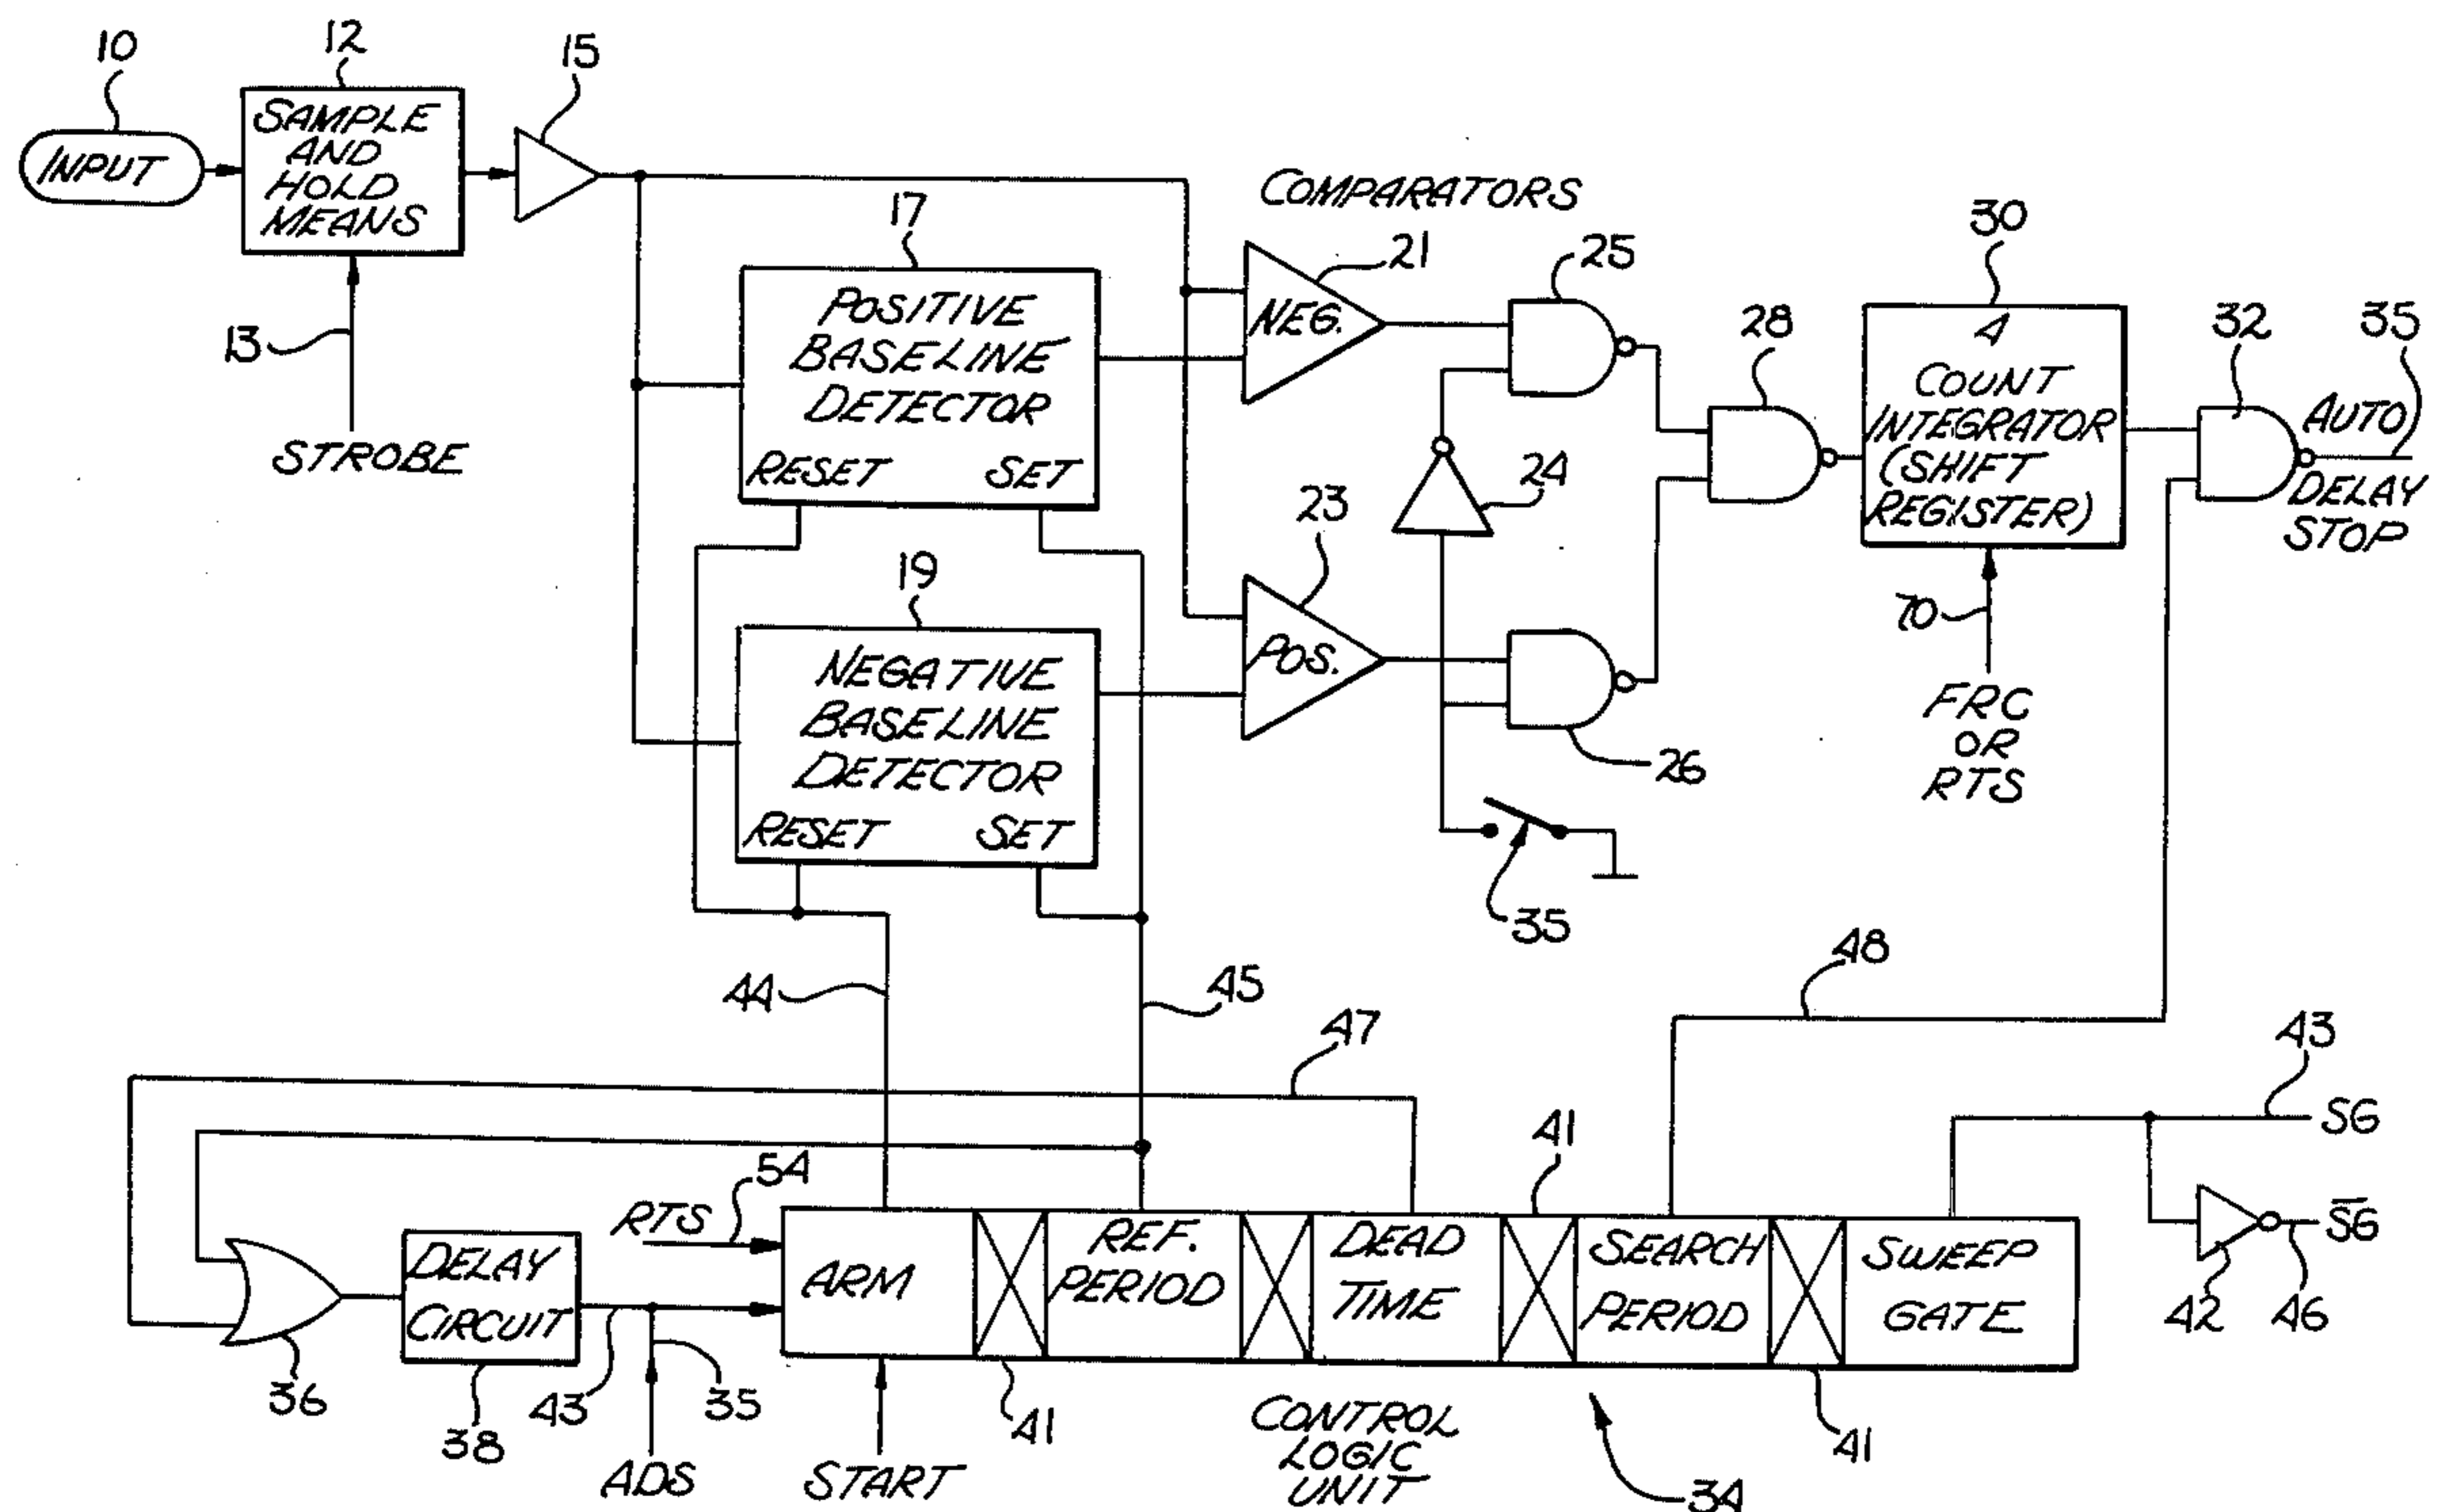 10
12
15
INPUT
SAMPLE
AND
HOLD
MEANS
13
STROBE
17
POSITIVE
BASELINE
DETECTOR
RESET SET
19
NEGATIVE
BASELINE
DETECTOR
RESET SET
COMPARATORS
21
NEG.
23
POS.
24
25
26
28
30
4
COUNT
INTEGRATOR
(SHIFT
REGISTER)
70
FRC
OR
RTS
32
35
AUTO
DELAY
STOP
35
44
45
47
48
43
SG
S̅G̅
42
46
36
DELAY
CIRCUIT
38
43
35
ADS
RTS
54
START
ARM
41
REF.
PERIOD
DEAD
TIME
41
SEARCH
PERIOD
SWEEP
GATE
41
CONTROL
LOGIC
UNIT
34